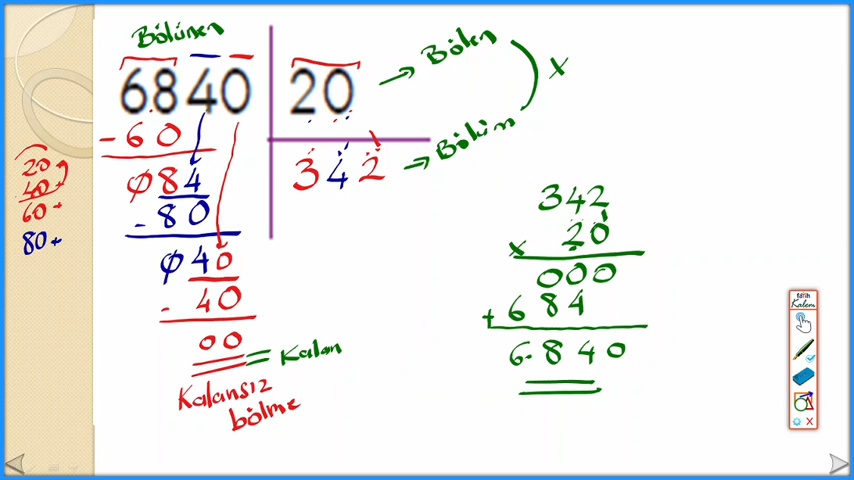 Bölünen
6840 20 → Bölen
x
- 60 342 → Bölüm
20
40
60
80
084
- 80
040
- 40
00 = Kalan
Kalansız
bölme
342
x 20
000
+ 684
6.840
fatih
Kalem